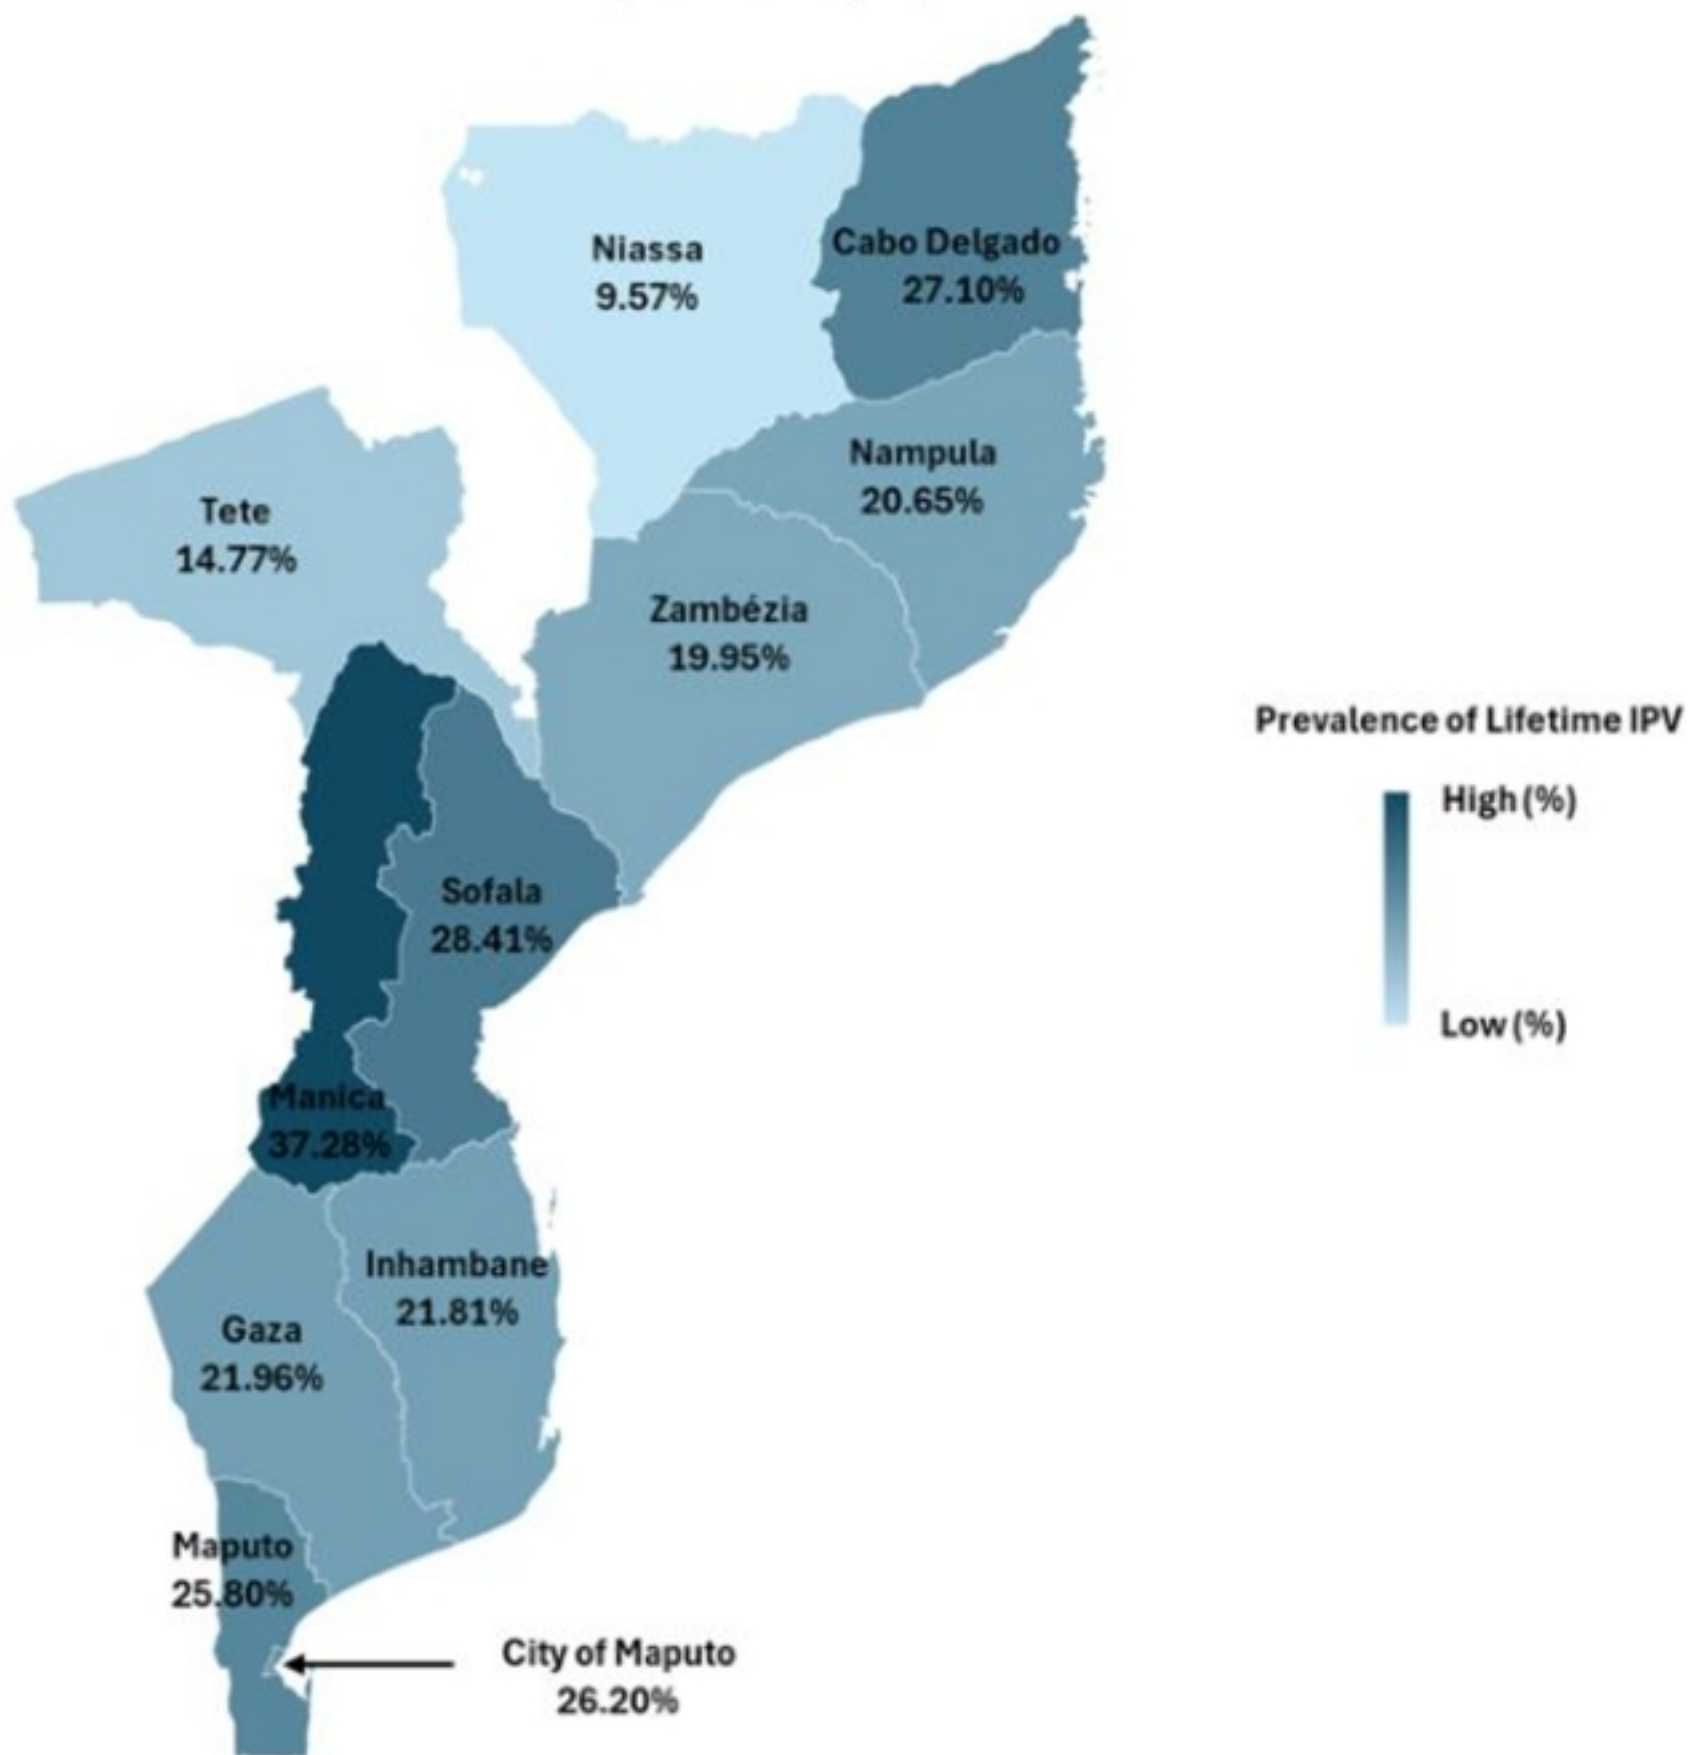 Niassa
9.57%
Cabo Delgado
27.10%
Nampula
20.65%
Tete
14.77%
Zambézia
19.95%
Prevalence of Lifetime IPV
High (%)
Low (%)
Sofala
28.41%
Manica
37.28%
Inhambane
21.81%
Gaza
21.96%
Maputo
25.80%
City of Maputo
26.20%